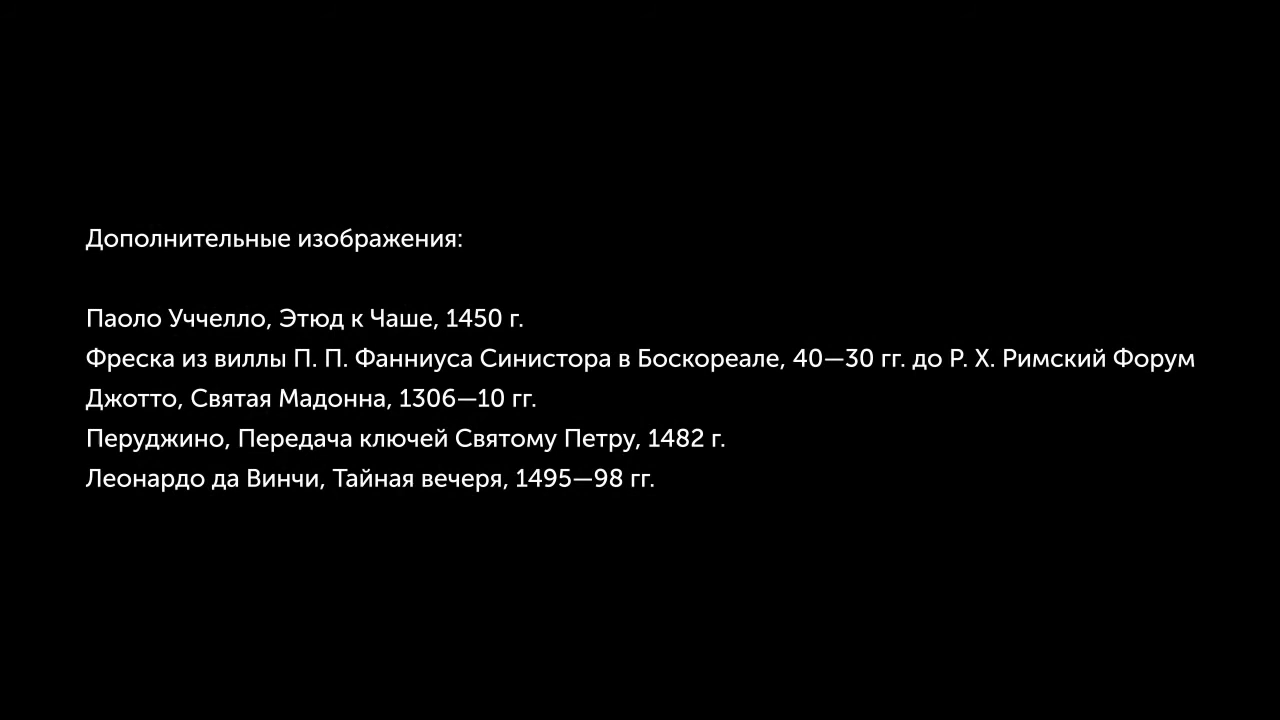 Дополнительные изображения:
Паоло Уччелло, Этюд к Чаше, 1450 г.
Фреска из виллы П. П. Фанниуса Синистора в Боскореале, 40—30 гг. до Р. Х. Римский Форум
Джотто, Святая Мадонна, 1306—10 гг.
Перуджино, Передача ключей Святому Петру, 1482 г.
Леонардо да Винчи, Тайная вечеря, 1495—98 гг.